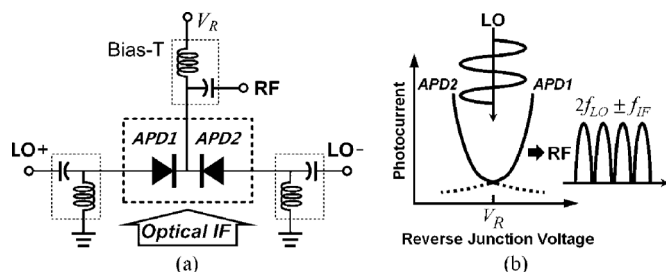 V_R
Bias-T
RF
APD1 APD2
LO+
LO−
Optical IF
(a)
LO
APD2 APD1
Photocurrent
2f_LO ± f_IF
RF
V_R
Reverse Junction Voltage
(b)